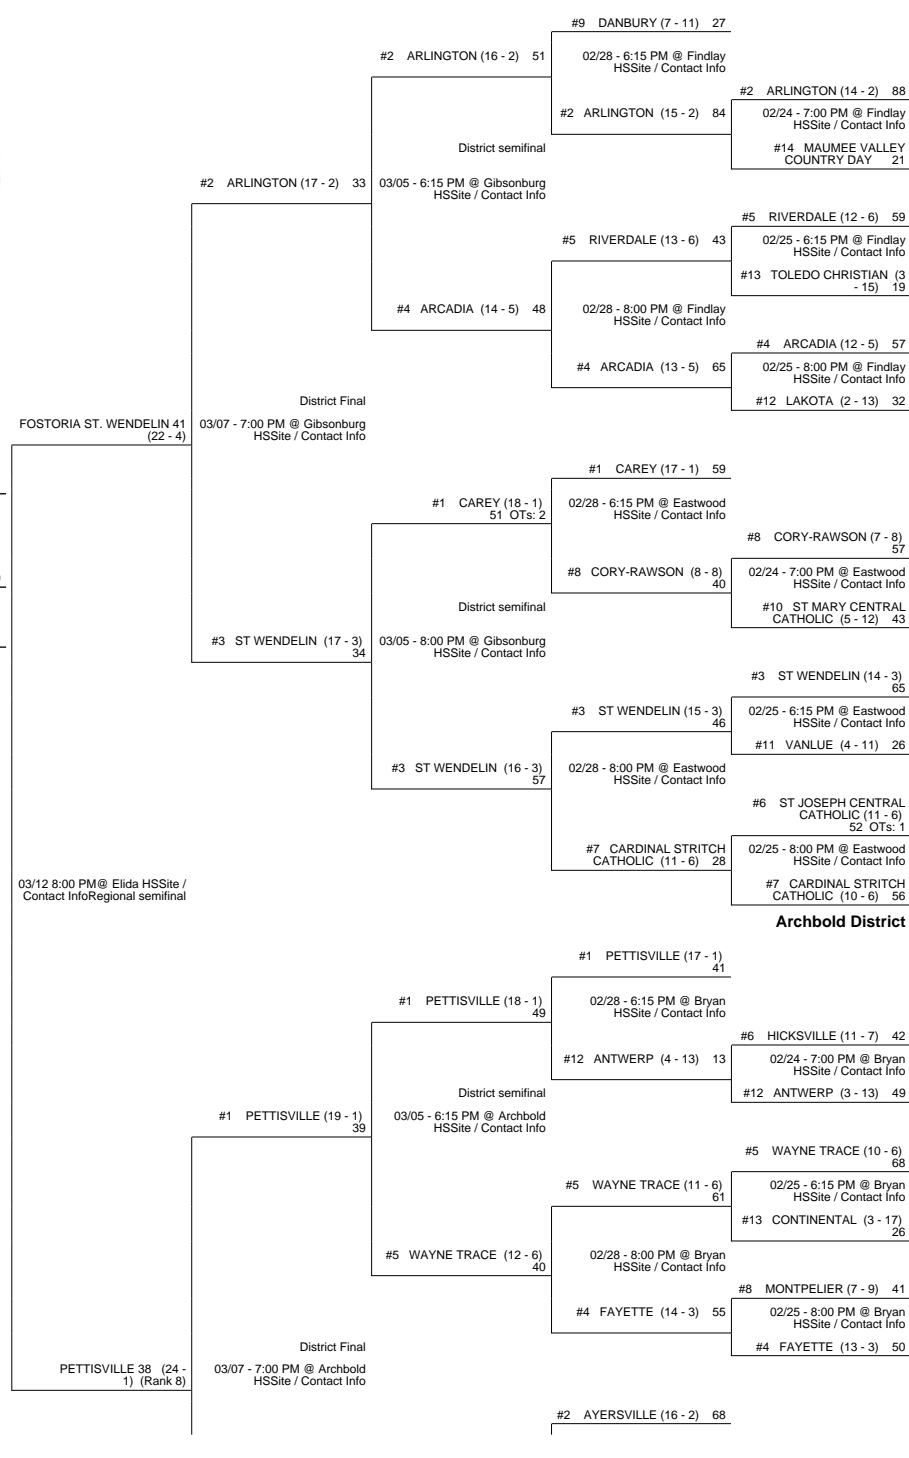 #9 DANBURY (7 - 11) 27
#2 ARLINGTON (16 - 2) 51
02/28 - 6:15 PM @ Findlay
HSSite / Contact Info
#2 ARLINGTON (14 - 2) 88
#2 ARLINGTON (15 - 2) 84
02/24 - 7:00 PM @ Findlay
HSSite / Contact Info
District semifinal
#14 MAUMEE VALLEY
COUNTRY DAY 21
#2 ARLINGTON (17 - 2) 33
03/05 - 6:15 PM @ Gibsonburg
HSSite / Contact Info
#5 RIVERDALE (12 - 6) 59
#5 RIVERDALE (13 - 6) 43
02/25 - 6:15 PM @ Findlay
HSSite / Contact Info
#13 TOLEDO CHRISTIAN (3
- 15) 19
#4 ARCADIA (14 - 5) 48
02/28 - 8:00 PM @ Findlay
HSSite / Contact Info
#4 ARCADIA (12 - 5) 57
#4 ARCADIA (13 - 5) 65
02/25 - 8:00 PM @ Findlay
HSSite / Contact Info
District Final
#12 LAKOTA (2 - 13) 32
FOSTORIA ST. WENDELIN 41
(22 - 4)
03/07 - 7:00 PM @ Gibsonburg
HSSite / Contact Info
#1 CAREY (17 - 1) 59
#1 CAREY (18 - 1)
51 OTs: 2
02/28 - 6:15 PM @ Eastwood
HSSite / Contact Info
#8 CORY-RAWSON (7 - 8)
57
#8 CORY-RAWSON (8 - 8)
40
02/24 - 7:00 PM @ Eastwood
HSSite / Contact Info
District semifinal
#10 ST MARY CENTRAL
CATHOLIC (5 - 12) 43
#3 ST WENDELIN (17 - 3)
34
03/05 - 8:00 PM @ Gibsonburg
HSSite / Contact Info
#3 ST WENDELIN (14 - 3)
65
#3 ST WENDELIN (15 - 3)
46
02/25 - 6:15 PM @ Eastwood
HSSite / Contact Info
#11 VANLUE (4 - 11) 26
#3 ST WENDELIN (16 - 3)
57
02/28 - 8:00 PM @ Eastwood
HSSite / Contact Info
#6 ST JOSEPH CENTRAL
CATHOLIC (11 - 6)
52 OTs: 1
#7 CARDINAL STRITCH
CATHOLIC (11 - 6) 28
02/25 - 8:00 PM @ Eastwood
HSSite / Contact Info
03/12 8:00 PM@ Elida HSSite /
Contact InfoRegional semifinal
#7 CARDINAL STRITCH
CATHOLIC (10 - 6) 56
Archbold District
#1 PETTISVILLE (17 - 1)
41
#1 PETTISVILLE (18 - 1)
49
02/28 - 6:15 PM @ Bryan
HSSite / Contact Info
#6 HICKSVILLE (11 - 7) 42
#12 ANTWERP (4 - 13) 13
02/24 - 7:00 PM @ Bryan
HSSite / Contact Info
District semifinal
#12 ANTWERP (3 - 13) 49
#1 PETTISVILLE (19 - 1)
39
03/05 - 6:15 PM @ Archbold
HSSite / Contact Info
#5 WAYNE TRACE (10 - 6)
68
#5 WAYNE TRACE (11 - 6)
61
02/25 - 6:15 PM @ Bryan
HSSite / Contact Info
#13 CONTINENTAL (3 - 17)
26
#5 WAYNE TRACE (12 - 6)
40
02/28 - 8:00 PM @ Bryan
HSSite / Contact Info
#8 MONTPELIER (7 - 9) 41
#4 FAYETTE (14 - 3) 55
02/25 - 8:00 PM @ Bryan
HSSite / Contact Info
District Final
#4 FAYETTE (13 - 3) 50
PETTISVILLE 38 (24 -
1) (Rank 8)
03/07 - 7:00 PM @ Archbold
HSSite / Contact Info
#2 AYERSVILLE (16 - 2) 68